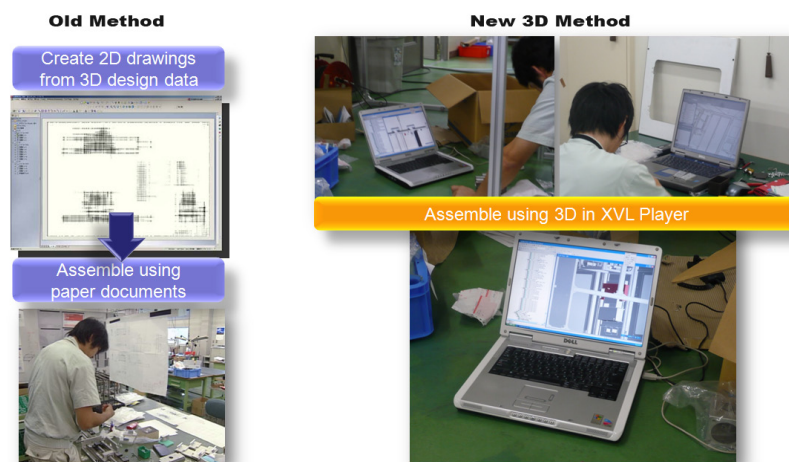 Old Method
New 3D Method
Create 2D drawings
from 3D design data
Assemble using 3D in XVL Player
Assemble using
paper documents
DELL